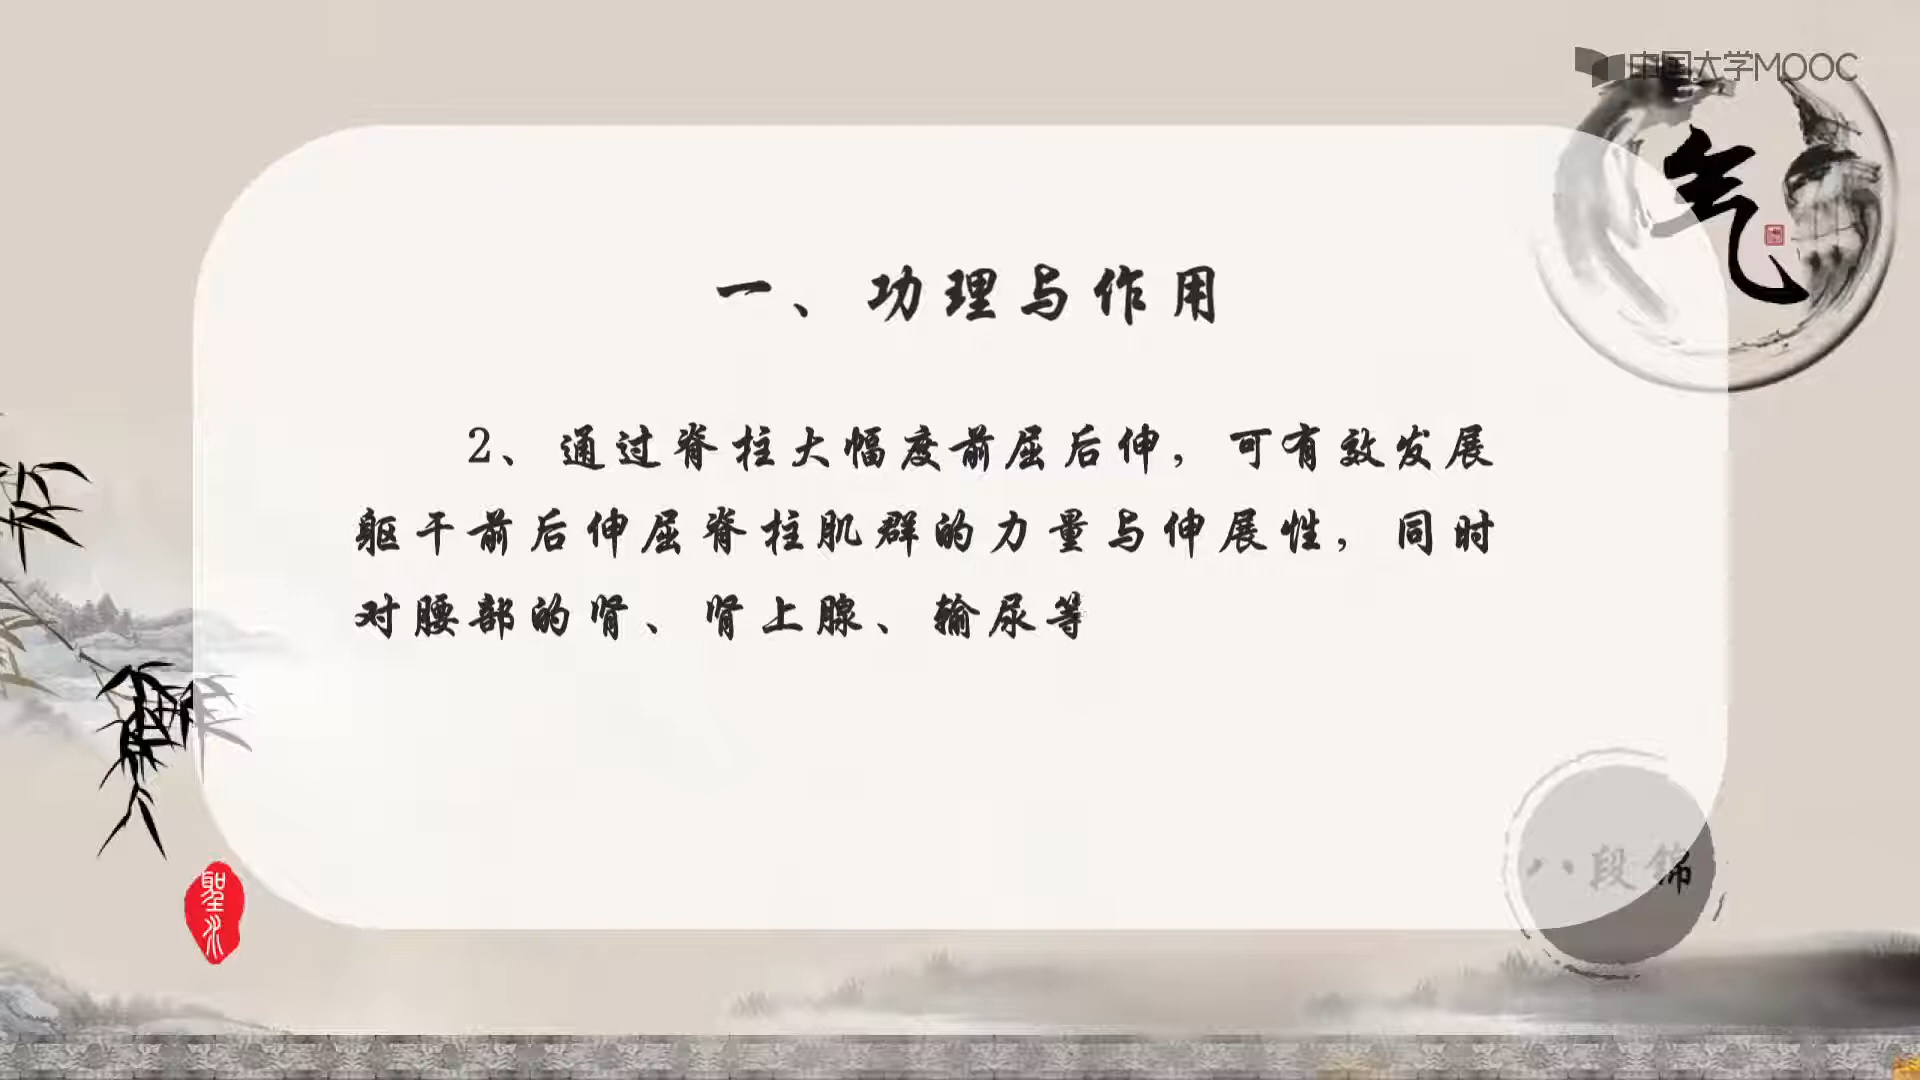 中国大学MOOC
气
一、功理与作用
2、通过脊柱大幅度前屈后伸，可有效发展
躯干前后伸屈脊柱肌群的力量与伸展性，同时
对腰部的肾、肾上腺、输尿等
八段锦
聖水